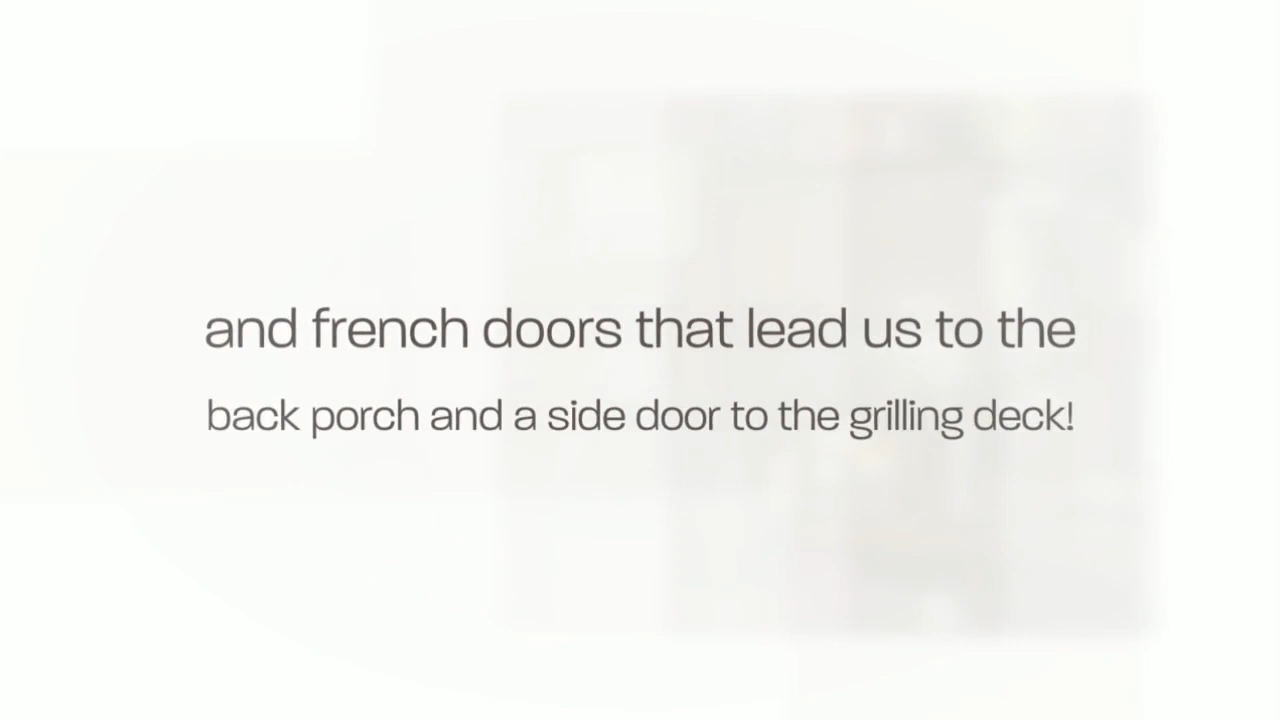 and french doors that lead us to the
back porch and a side door to the grilling deck!